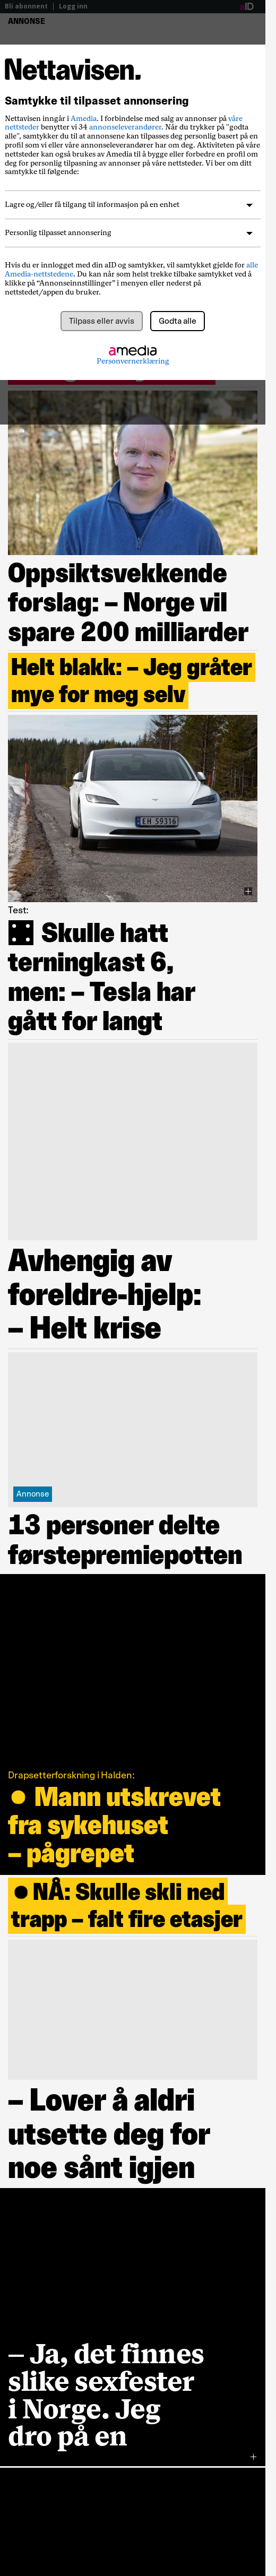 Bli abonnent | Logg inn
aID
ANNONSE
Nettavisen.
Samtykke til tilpasset annonsering
Nettavisen inngår i Amedia. I forbindelse med salg av annonser på våre
nettsteder benytter vi 34 annonseleverandører. Når du trykker på "godta
alle", samtykker du til at annonsene kan tilpasses deg personlig basert på en
profil som vi eller våre annonseleverandører har om deg. Aktiviteten på våre
nettsteder kan også brukes av Amedia til å bygge eller forbedre en profil om
deg for personlig tilpasning av annonser på våre nettsteder. Vi ber om ditt
samtykke til følgende:
Lagre og/eller få tilgang til informasjon på en enhet
Personlig tilpasset annonsering
Hvis du er innlogget med din aID og samtykker, vil samtykket gjelde for alle
Amedia-nettstedene. Du kan når som helst trekke tilbake samtykket ved å
klikke på “Annonseinnstillinger” i menyen eller nederst på
nettstedet/appen du bruker.
Tilpass eller avvis
Godta alle
amedia
Personvernerklæring
Oppsiktsvekkende
forslag: – Norge vil
spare 200 milliarder
Helt blakk: – Jeg gråter
mye for meg selv
EH 59316
Test:
Skulle hatt
terningkast 6,
men: – Tesla har
gått for langt
Avhengig av
foreldre-hjelp:
– Helt krise
Annonse
13 personer delte
førstepremiepotten
Drapsetterforskning i Halden:
Mann utskrevet
fra sykehuset
– pågrepet
NÅ: Skulle skli ned
trapp – falt fire etasjer
– Lover å aldri
utsette deg for
noe sånt igjen
– Ja, det finnes
slike sexfester
i Norge. Jeg
dro på en